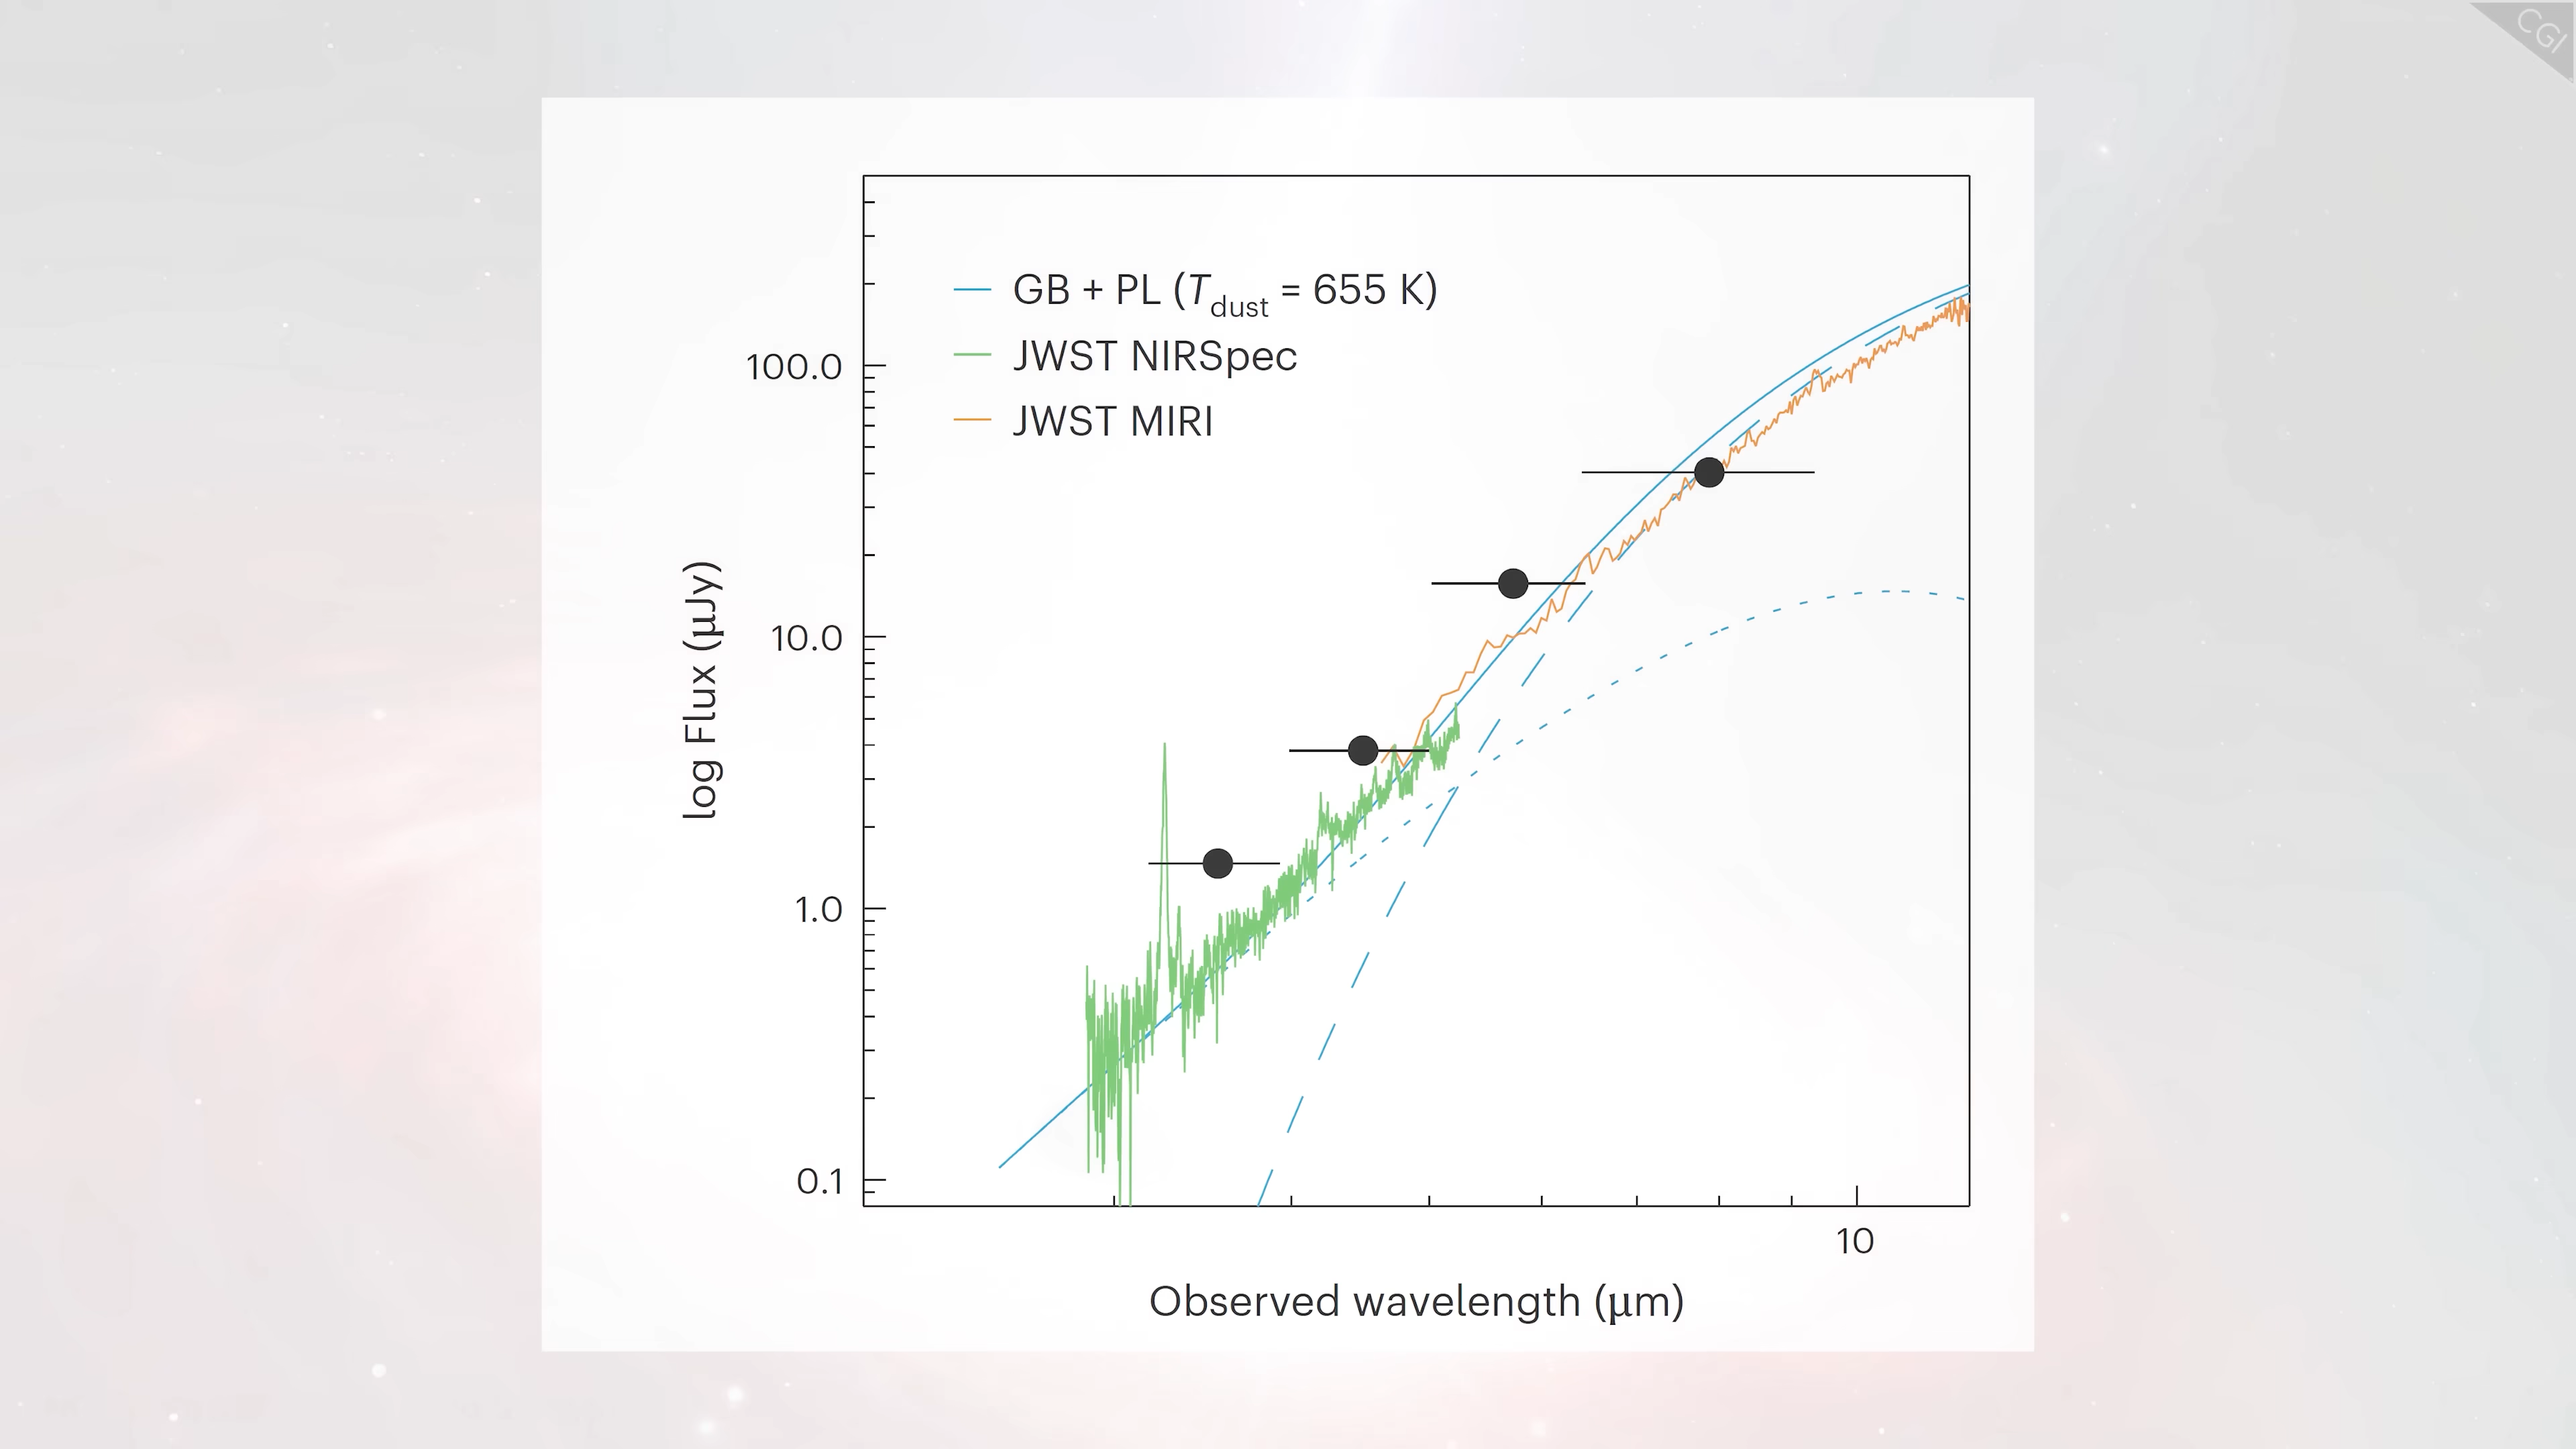 CGI
GB + PL (Tdust = 655 K)
JWST NIRSpec
JWST MIRI
100.0
10.0
1.0
0.1
log Flux (μJy)
10
Observed wavelength (μm)